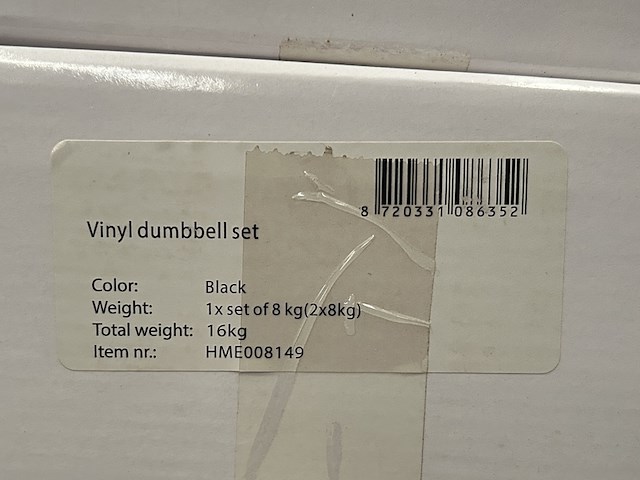 8 720331 086352
Vinyl dumbbell set
Color: Black
Weight: 1x set of 8 kg(2x8kg)
Total weight: 16kg
Item nr.: HME008149